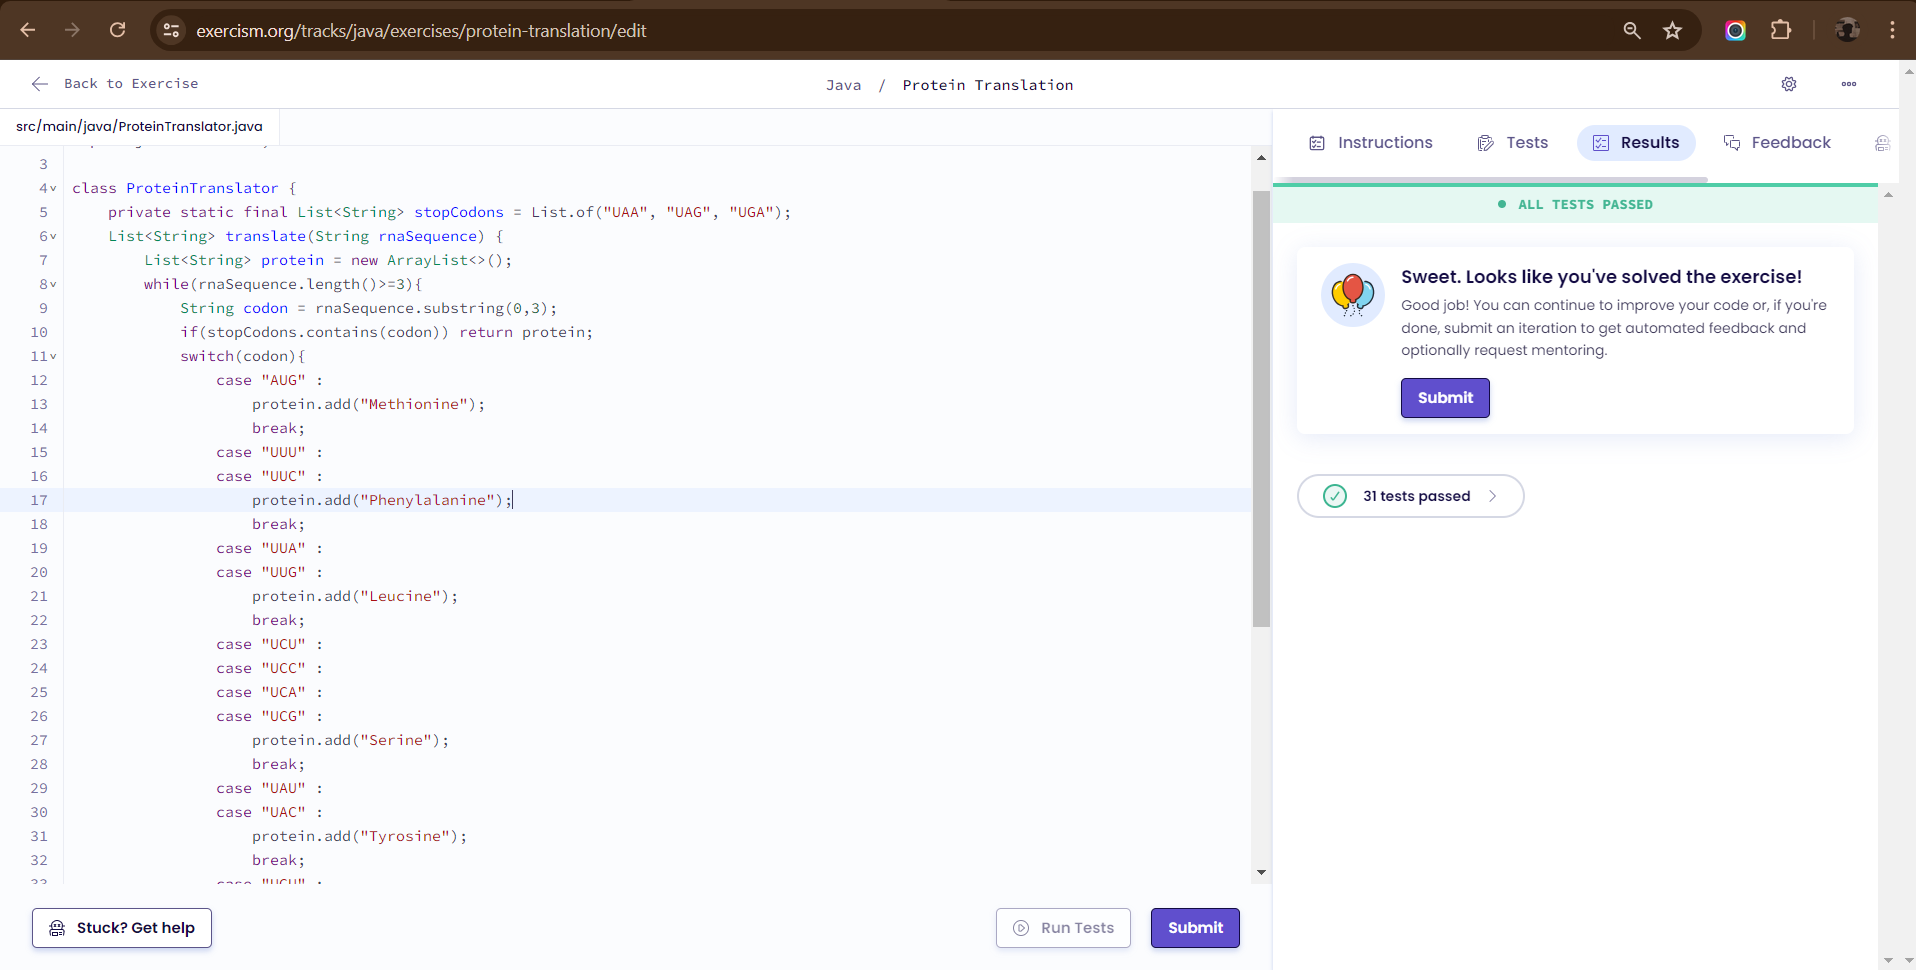 exercism.org/tracks/java/exercises/protein-translation/edit
Back to Exercise
Java / Protein Translation
src/main/java/ProteinTranslator.java
3
4 class ProteinTranslator {
5 private static final List<String> stopCodons = List.of("UAA", "UAG", "UGA");
6 List<String> translate(String rnaSequence) {
7 List<String> protein = new ArrayList<>();
8 while(rnaSequence.length()>=3){
9 String codon = rnaSequence.substring(0,3);
10 if(stopCodons.contains(codon)) return protein;
11 switch(codon){
12 case "AUG" :
13 protein.add("Methionine");
14 break;
15 case "UUU" :
16 case "UUC" :
17 protein.add("Phenylalanine");
18 break;
19 case "UUA" :
20 case "UUG" :
21 protein.add("Leucine");
22 break;
23 case "UCU" :
24 case "UCC" :
25 case "UCA" :
26 case "UCG" :
27 protein.add("Serine");
28 break;
29 case "UAU" :
30 case "UAC" :
31 protein.add("Tyrosine");
32 break;
33 case "UGU" :
Stuck? Get help
Run Tests
Submit
Instructions
Tests
Results
Feedback
ALL TESTS PASSED
Sweet. Looks like you've solved the exercise!
Good job! You can continue to improve your code or, if you're
done, submit an iteration to get automated feedback and
optionally request mentoring.
Submit
31 tests passed